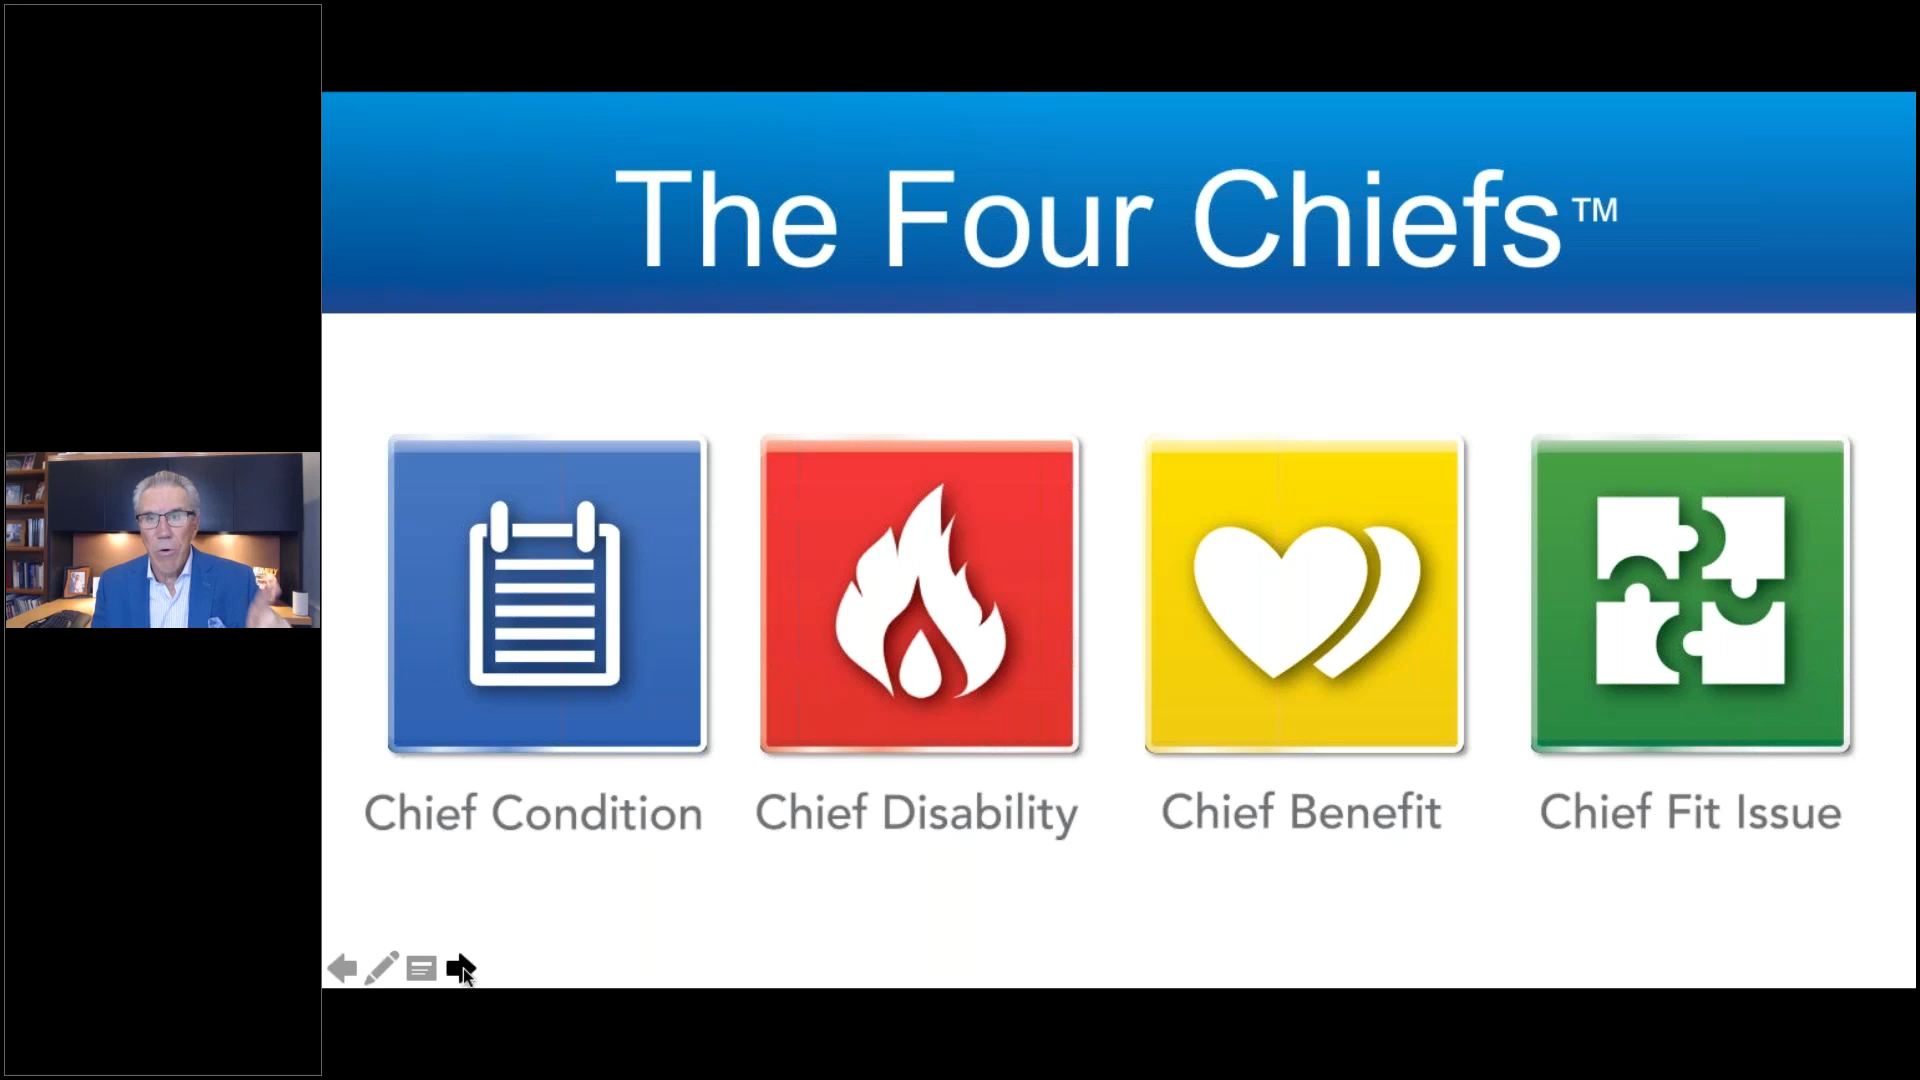 The Four Chiefs™
Chief Condition
Chief Disability
Chief Benefit
Chief Fit Issue